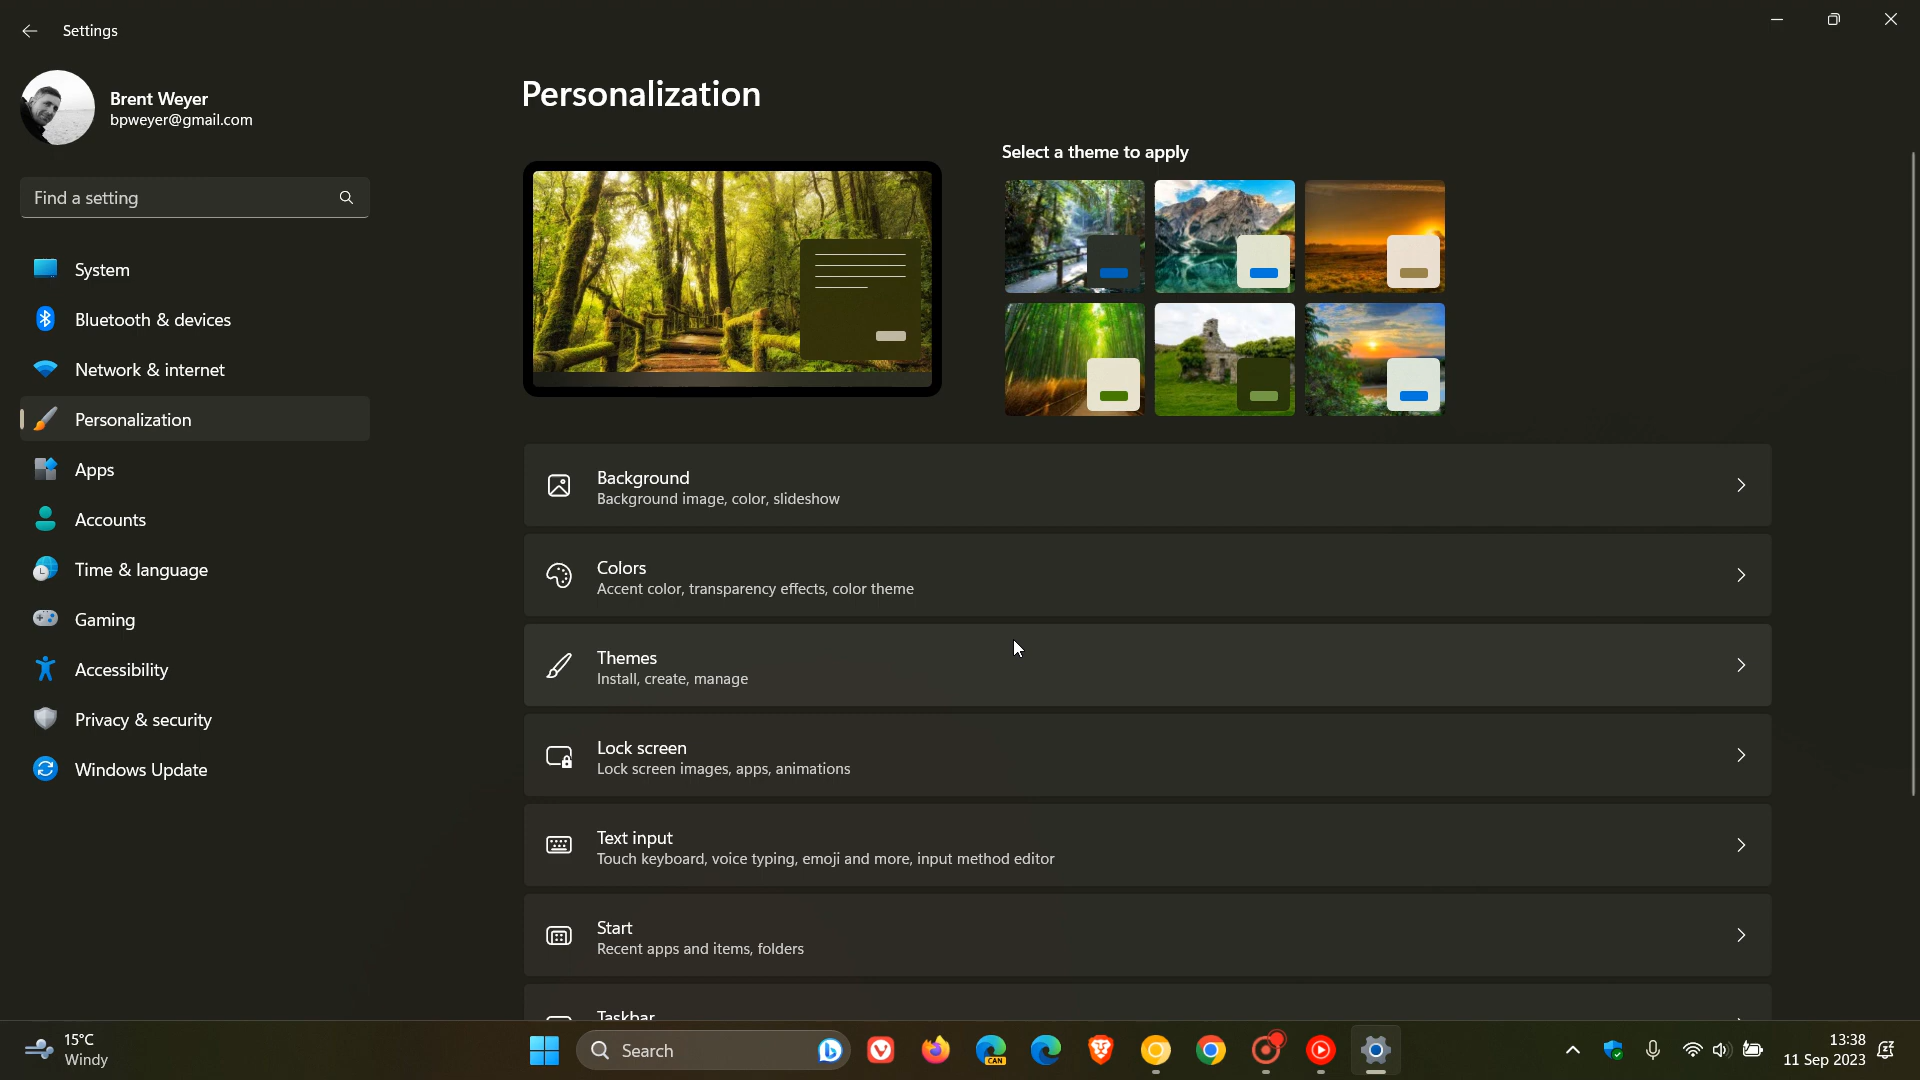 Settings
Brent Weyer
bpweyer@gmail.com
Find a setting
System
Bluetooth & devices
Network & internet
Personalization
Apps
Accounts
Time & language
Gaming
Accessibility
Privacy & security
Windows Update
Personalization
Select a theme to apply
Background
Background image, color, slideshow
Colors
Accent color, transparency effects, color theme
Themes
Install, create, manage
Lock screen
Lock screen images, apps, animations
Text input
Touch keyboard, voice typing, emoji and more, input method editor
Start
Recent apps and items, folders
Taskbar
15°C
Windy
Search
CAN
13:38
11 Sep 2023